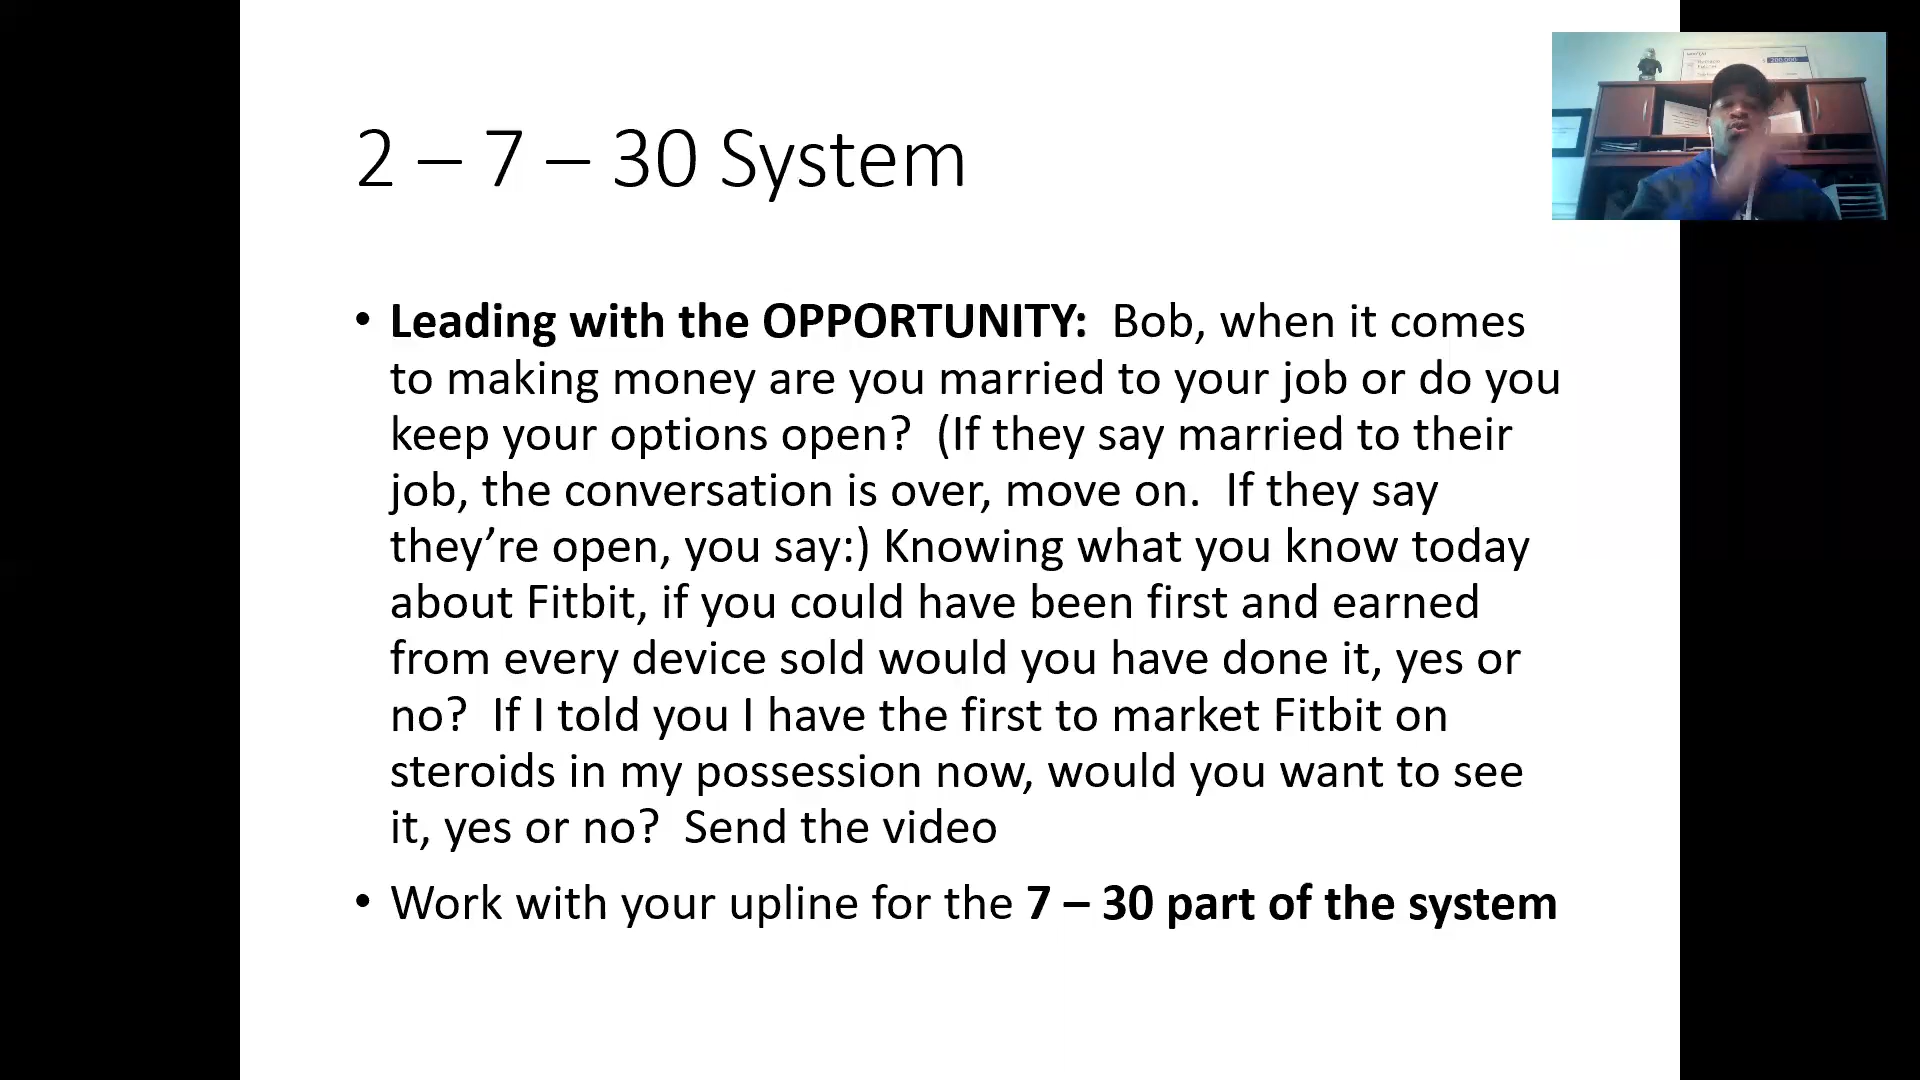 2 – 7 – 30 System
• Leading with the OPPORTUNITY:  Bob, when it comes
to making money are you married to your job or do you
keep your options open?  (If they say married to their
job, the conversation is over, move on.  If they say
they’re open, you say:) Knowing what you know today
about Fitbit, if you could have been first and earned
from every device sold would you have done it, yes or
no?  If I told you I have the first to market Fitbit on
steroids in my possession now, would you want to see
it, yes or no?  Send the video
• Work with your upline for the 7 – 30 part of the system